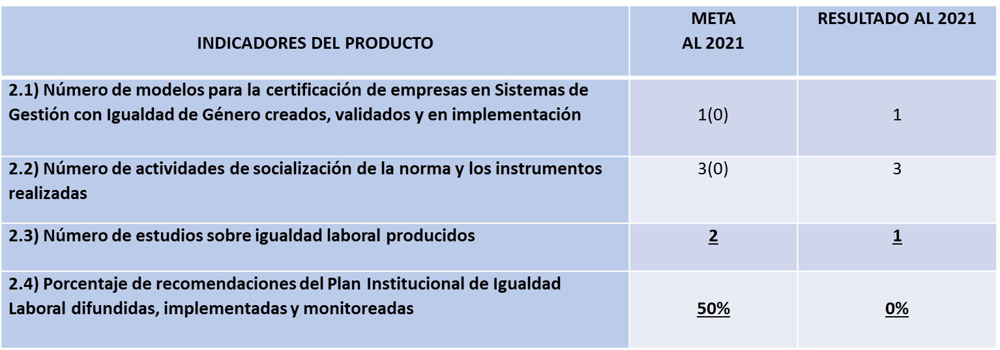 INDICADORES DEL PRODUCTO
META
AL 2021
RESULTADO AL 2021
2.1) Número de modelos para la certificación de empresas en Sistemas de
Gestión con Igualdad de Género creados, validados y en implementación
1(0)
1
2.2) Número de actividades de socialización de la norma y los instrumentos
realizadas
3(0)
3
2.3) Número de estudios sobre igualdad laboral producidos
2
1
2.4) Porcentaje de recomendaciones del Plan Institucional de Igualdad
Laboral difundidas, implementadas y monitoreadas
50%
0%